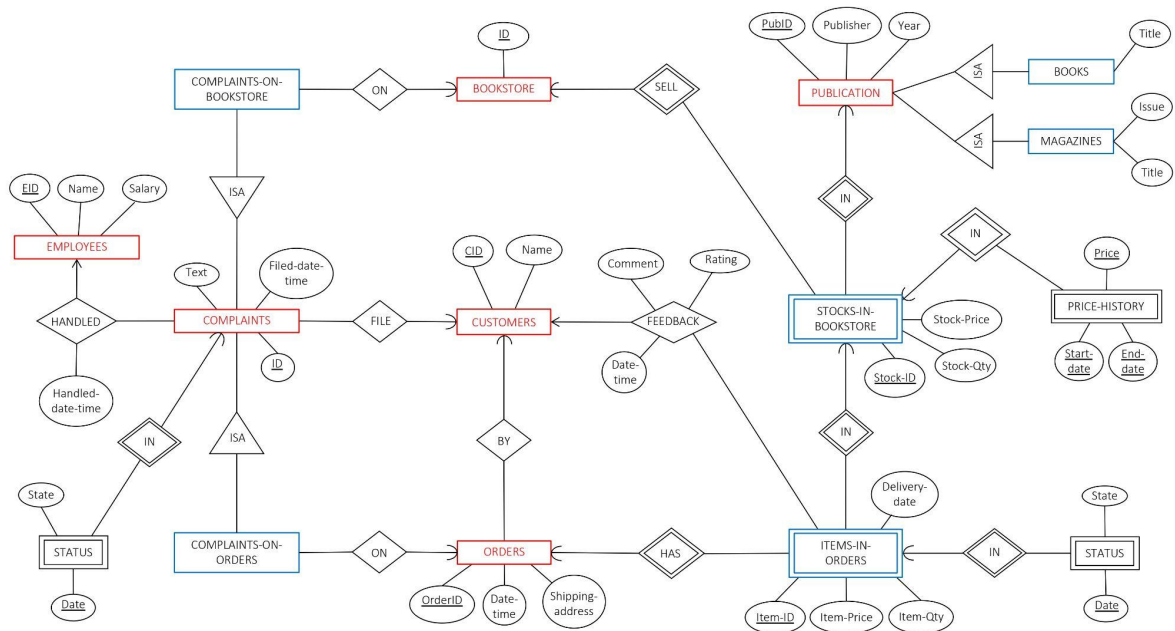 ID
PubID
Publisher
Year
Title
COMPLAINTS-ON-
BOOKSTORE
ON
BOOKSTORE
SELL
PUBLICATION
ISA
BOOKS
ISA
MAGAZINES
Issue
Title
EID
Name
Salary
ISA
IN
EMPLOYEES
CID
Name
Comment
Rating
IN
Price
Text
Filed-date-
time
HANDLED
COMPLAINTS
FILE
CUSTOMERS
FEEDBACK
STOCKS-IN-
BOOKSTORE
Stock-Price
PRICE-HISTORY
ID
Date-
time
Stock-ID
Stock-Qty
Start-
date
End-
date
Handled-
date-time
IN
ISA
BY
IN
State
Delivery-
date
State
STATUS
COMPLAINTS-ON-
ORDERS
ON
ORDERS
HAS
ITEMS-IN-
ORDERS
IN
STATUS
Date
OrderID
Date-
time
Shipping-
address
Item-ID
Item-Price
Item-Qty
Date